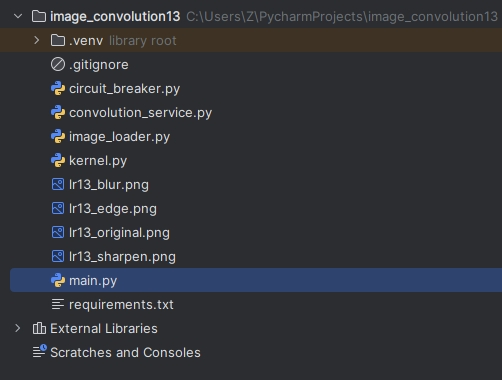 image_convolution13 C:\Users\Z\PycharmProjects\image_convolution13
.venv library root
.gitignore
circuit_breaker.py
convolution_service.py
image_loader.py
kernel.py
lr13_blur.png
lr13_edge.png
lr13_original.png
lr13_sharpen.png
main.py
requirements.txt
External Libraries
Scratches and Consoles